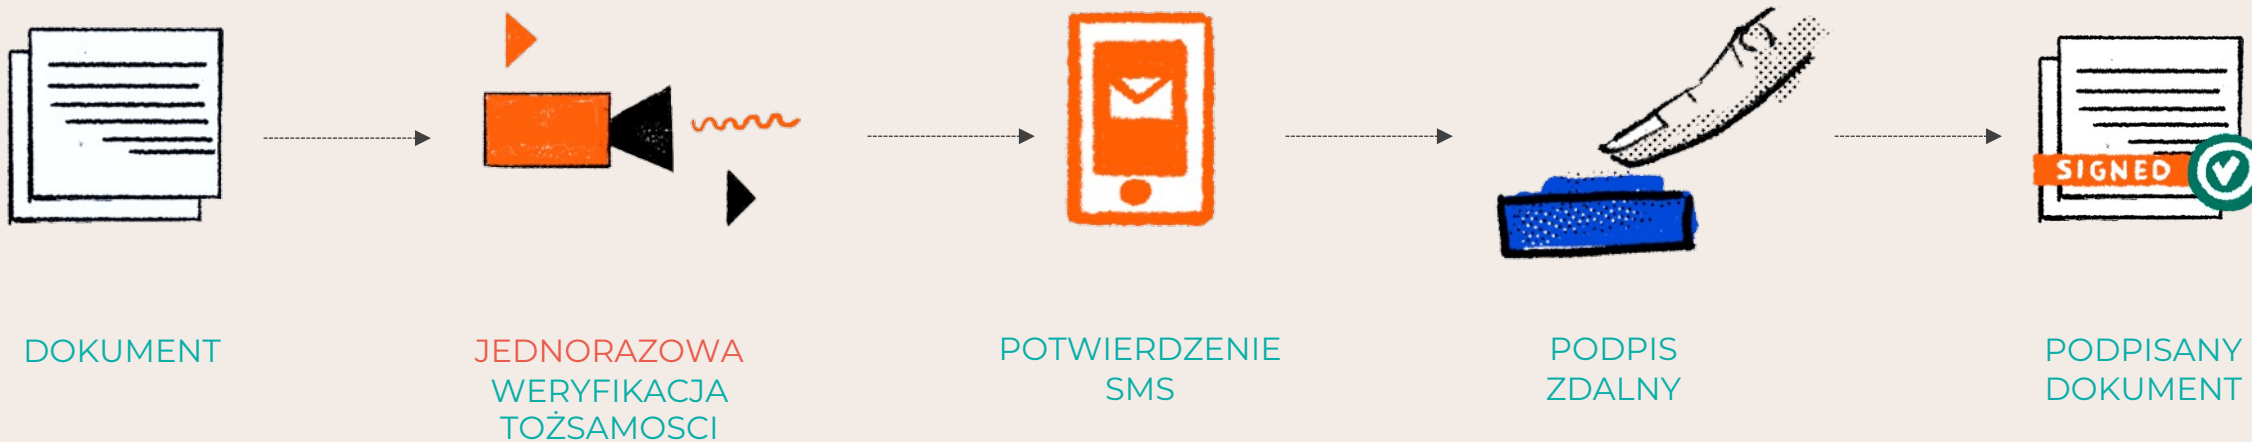 SIGNED
DOKUMENT
JEDNORAZOWA
WERYFIKACJA
TOŻSAMOSCI
POTWIERDZENIE
SMS
PODPIS
ZDALNY
PODPISANY
DOKUMENT